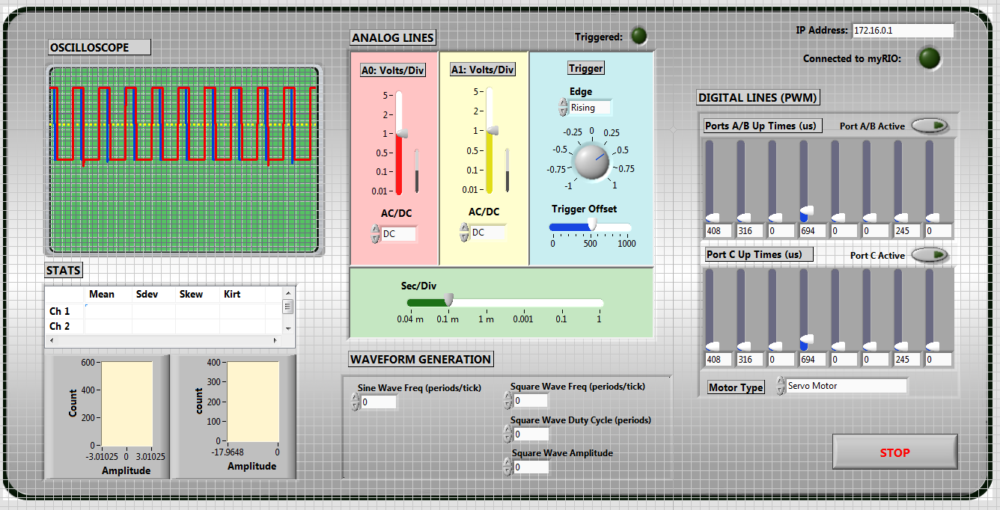 OSCILLOSCOPE
ANALOG LINES
Triggered:
IP Address: 172.16.0.1
Connected to myRIO:
A0: Volts/Div
5
2
1
0.5
0.1
0.01
AC/DC
DC
A1: Volts/Div
5
2
1
0.5
0.1
0.01
AC/DC
DC
Trigger
Edge
Rising
-0.25 0 0.25
-0.5 0.5
-0.75 0.75
-1 1
Trigger Offset
0 500 1000
Sec/Div
0.04 m 0.1 m 1 m 0.001 0.1 1
DIGITAL LINES (PWM)
Ports A/B Up Times (us) Port A/B Active
408 316 0 694 0 0 245 0
Port C Up Times (us) Port C Active
408 316 0 694 0 0 245 0
Motor Type Servo Motor
STOP
STATS
Mean Sdev Skew Kirt
Ch 1
Ch 2
600
400
200
0
Count
-3.01025 0 3.01025
Amplitude
400
300
200
100
0
count
-17.9648 0
Amplitude
WAVEFORM GENERATION
Sine Wave Freq (periods/tick)
0
Square Wave Freq (periods/tick)
0
Square Wave Duty Cycle (periods)
0
Square Wave Amplitude
0